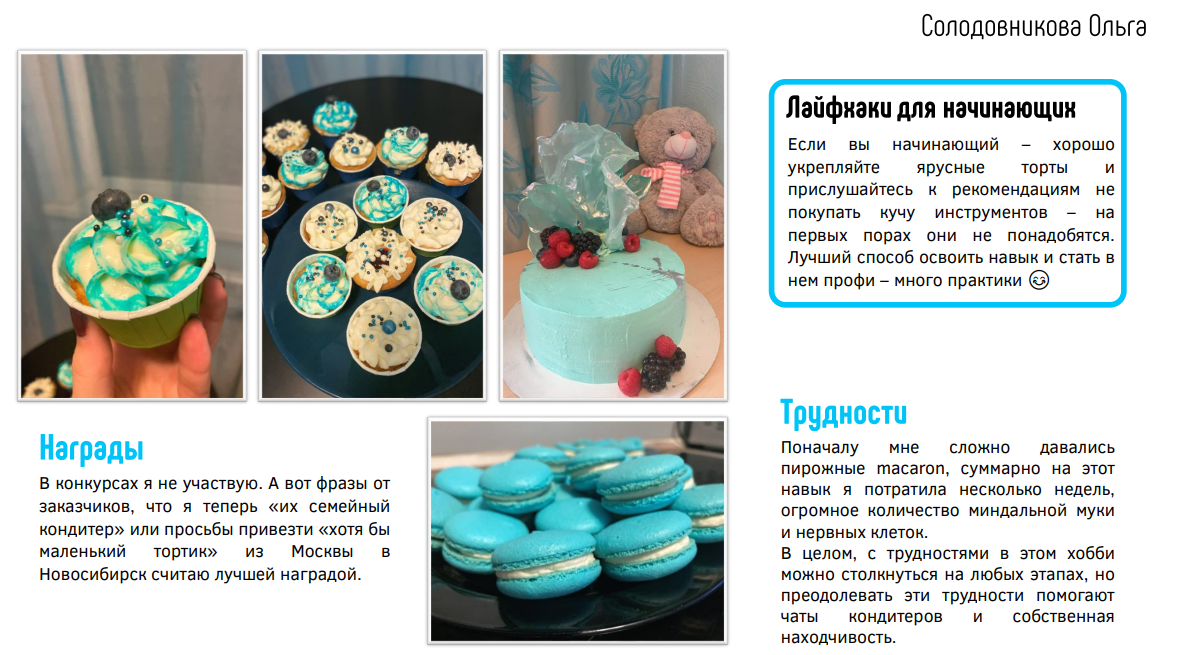 Солодовникова Ольга
Лайфхаки для начинающих
Если вы начинающий – хорошо
укрепляйте ярусные торты и
прислушайтесь к рекомендациям не
покупать кучу инструментов – на
первых порах они не понадобятся.
Лучший способ освоить навык и стать в
нем профи – много практики 😊
Награды
В конкурсах я не участвую. А вот фразы от
заказчиков, что я теперь «их семейный
кондитер» или просьбы привезти «хотя бы
маленький тортик» из Москвы в
Новосибирск считаю лучшей наградой.
Трудности
Поначалу мне сложно давались
пирожные macaron, суммарно на этот
навык я потратила несколько недель,
огромное количество миндальной муки
и нервных клеток.
В целом, с трудностями в этом хобби
можно столкнуться на любых этапах, но
преодолевать эти трудности помогают
чаты кондитеров и собственная
находчивость.